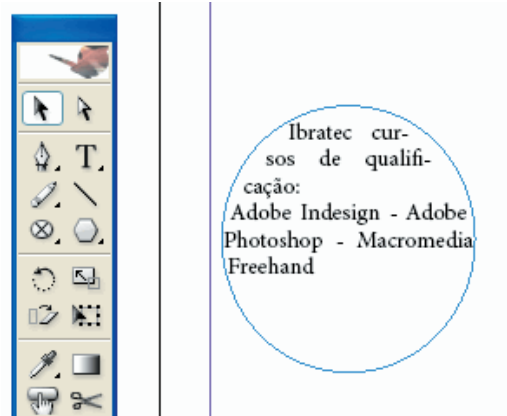 Ibratec cur-
sos de qualifi-
cação:
Adobe Indesign - Adobe
Photoshop - Macromedia
Freehand